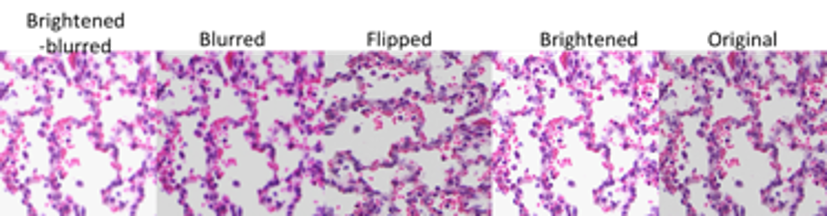 Brightened
-blurred
Blurred
Flipped
Brightened
Original